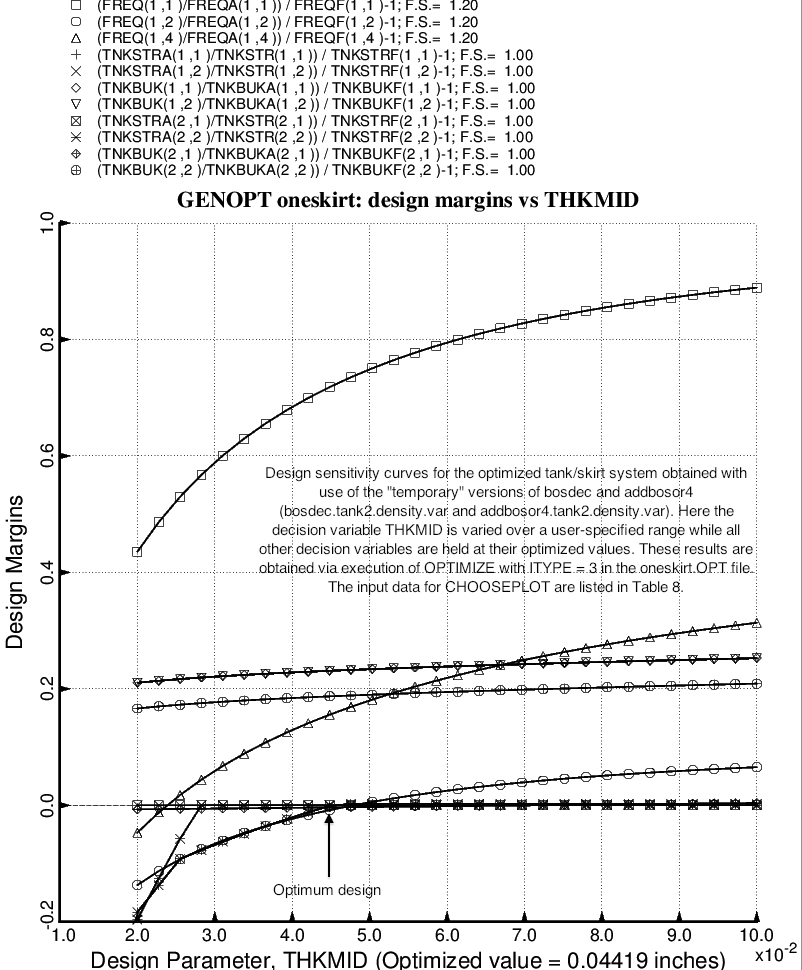 (FREQ(1 ,1 )/FREQA(1 ,1 )) / FREQF(1 ,1 )-1; F.S.= 1.20
(FREQ(1 ,2 )/FREQA(1 ,2 )) / FREQF(1 ,2 )-1; F.S.= 1.20
(FREQ(1 ,4 )/FREQA(1 ,4 )) / FREQF(1 ,4 )-1; F.S.= 1.20
(TNKSTRA(1 ,1 )/TNKSTR(1 ,1 )) / TNKSTRF(1 ,1 )-1; F.S.= 1.00
(TNKSTRA(1 ,2 )/TNKSTR(1 ,2 )) / TNKSTRF(1 ,2 )-1; F.S.= 1.00
(TNKBUK(1 ,1 )/TNKBUKA(1 ,1 )) / TNKBUKF(1 ,1 )-1; F.S.= 1.00
(TNKBUK(1 ,2 )/TNKBUKA(1 ,2 )) / TNKBUKF(1 ,2 )-1; F.S.= 1.00
(TNKSTRA(2 ,1 )/TNKSTR(2 ,1 )) / TNKSTRF(2 ,1 )-1; F.S.= 1.00
(TNKSTRA(2 ,2 )/TNKSTR(2 ,2 )) / TNKSTRF(2 ,2 )-1; F.S.= 1.00
(TNKBUK(2 ,1 )/TNKBUKA(2 ,1 )) / TNKBUKF(2 ,1 )-1; F.S.= 1.00
(TNKBUK(2 ,2 )/TNKBUKA(2 ,2 )) / TNKBUKF(2 ,2 )-1; F.S.= 1.00
GENOPT oneskirt: design margins vs THKMID
1.0
0.8
0.6
0.4
0.2
0.0
-0.2
Design Margins
Design sensitivity curves for the optimized tank/skirt system obtained with
use of the "temporary" versions of bosdec and addbosor4
(bosdec.tank2.density.var and addbosor4.tank2.density.var). Here the
decision variable THKMID is varied over a user-specified range while all
other decision variables are held at their optimized values. These results are
obtained via execution of OPTIMIZE with ITYPE = 3 in the oneskirt.OPT file.
The input data for CHOOSEPLOT are listed in Table 8.
Optimum design
1.0 2.0 3.0 4.0 5.0 6.0 7.0 8.0 9.0 10.0
x10⁻²
Design Parameter, THKMID (Optimized value = 0.04419 inches)